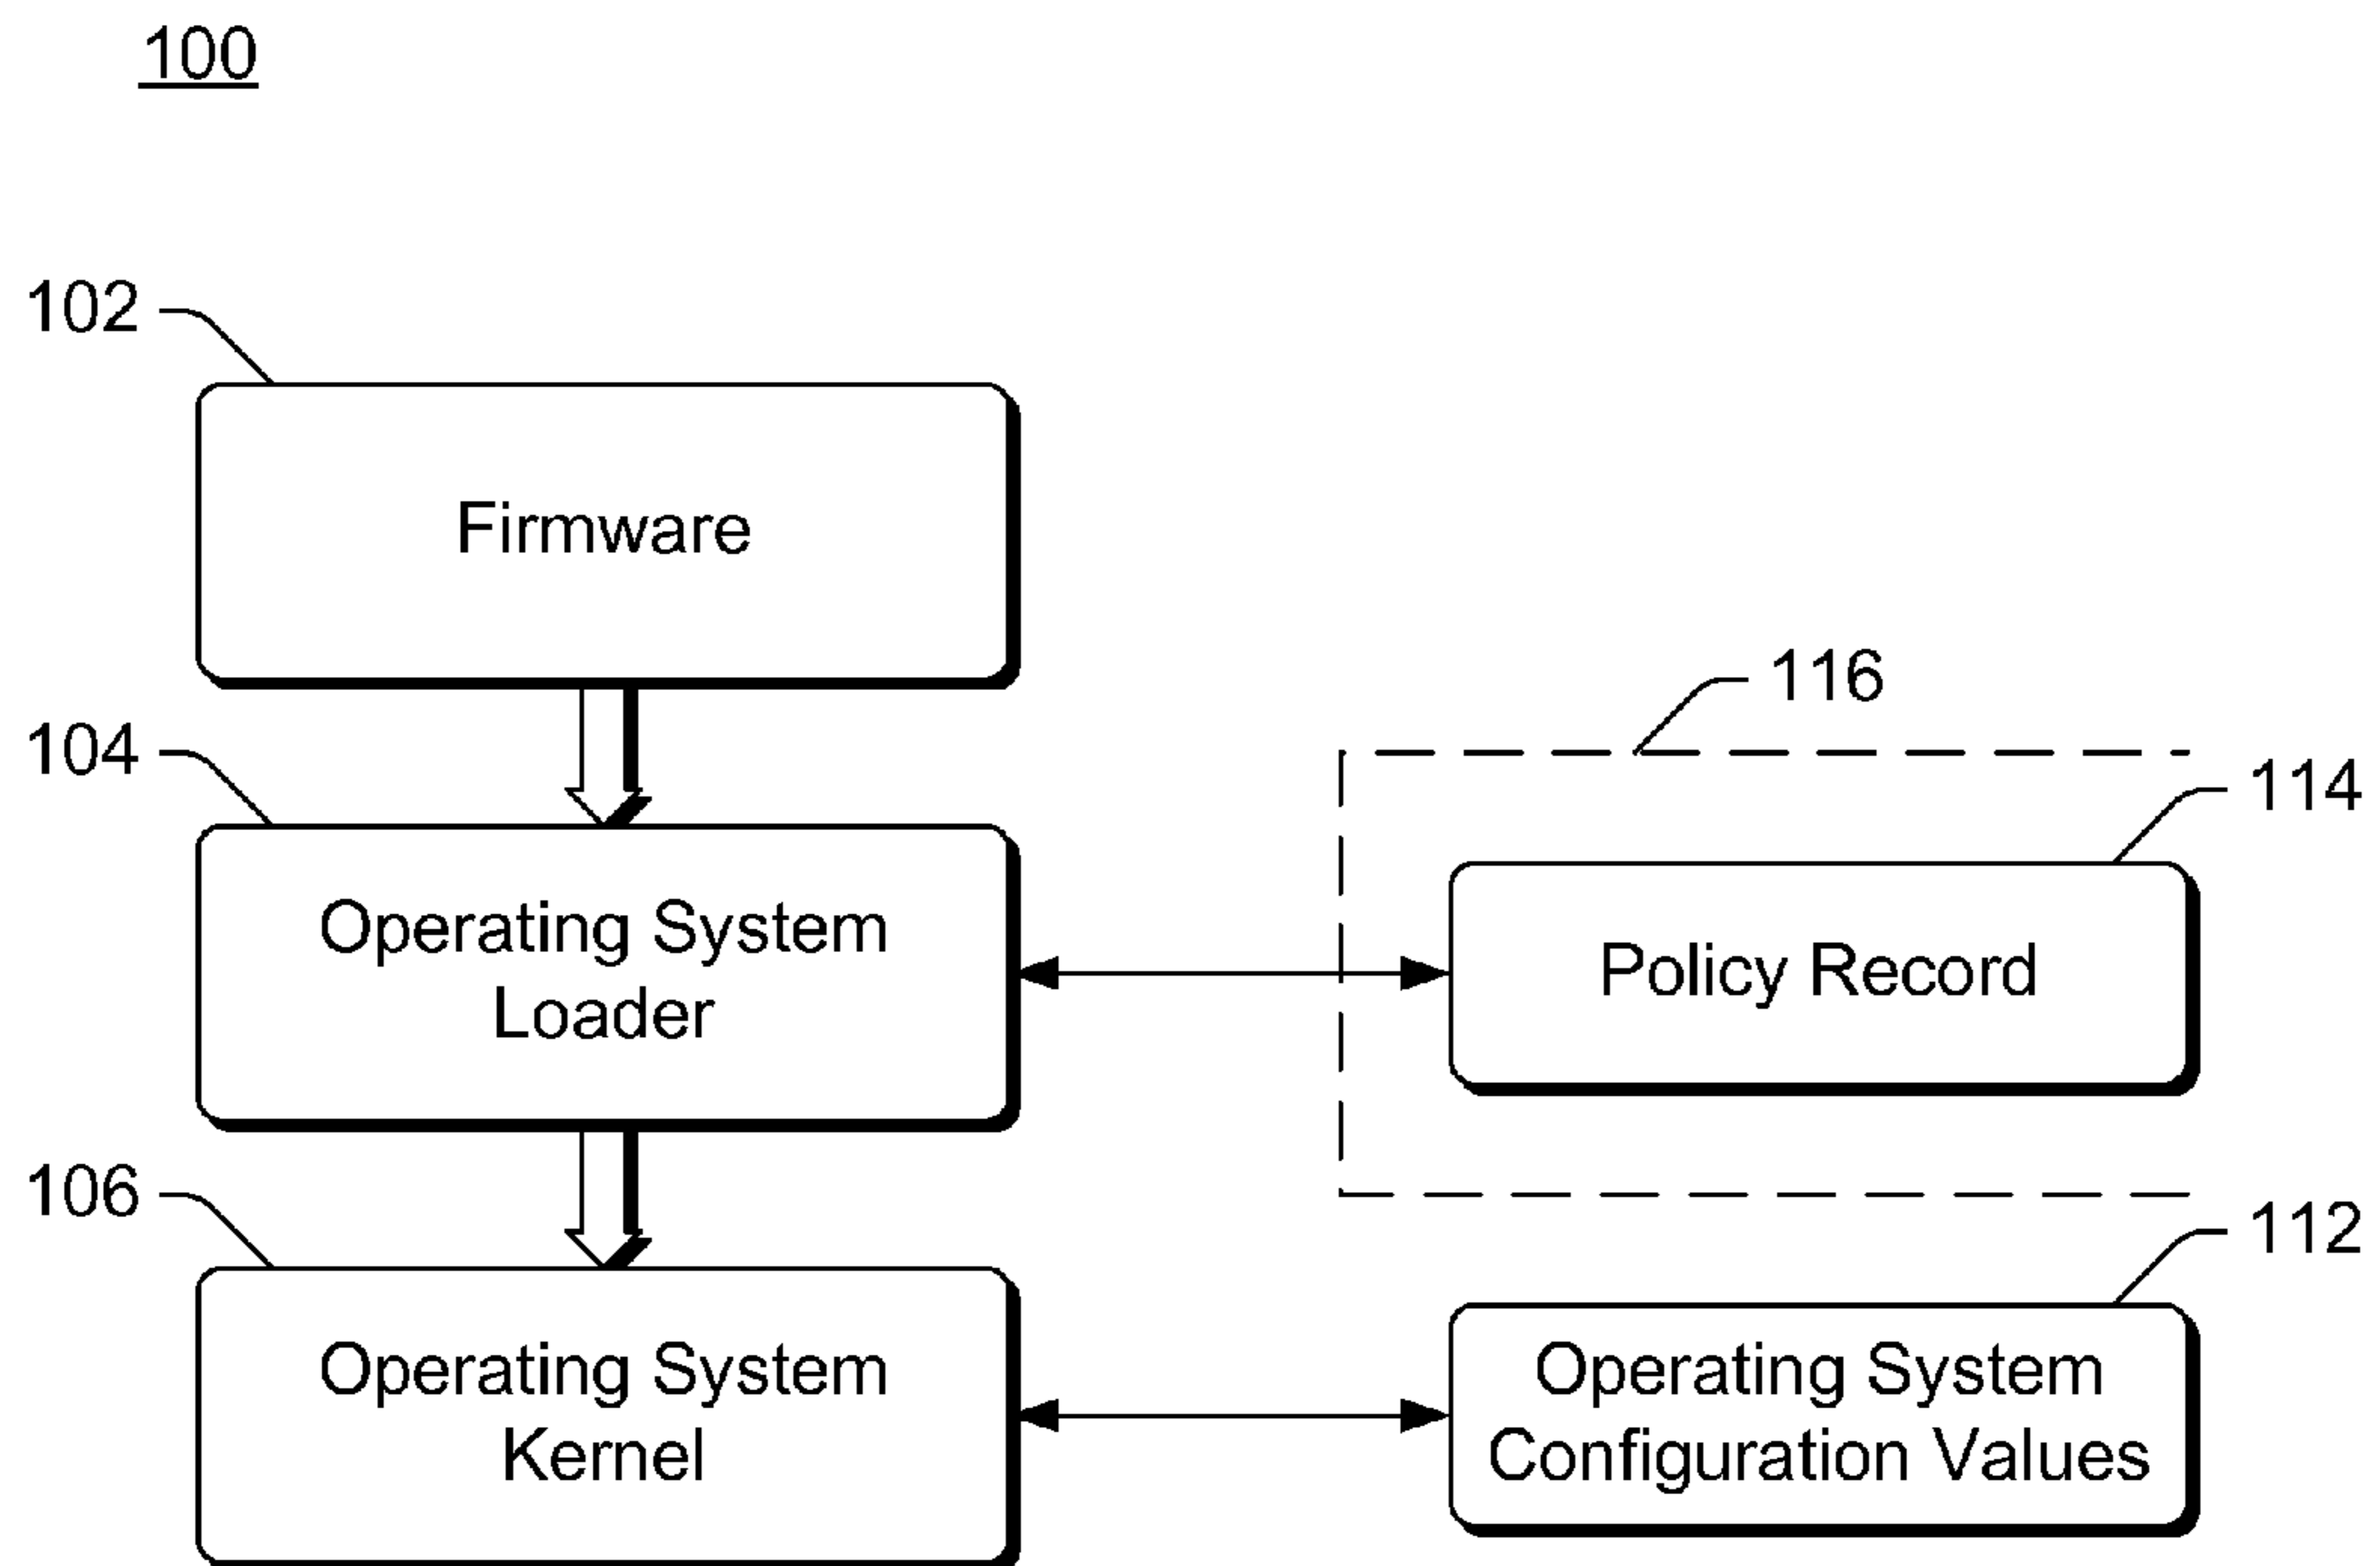 100
102
Firmware
116
104
114
Operating System
Loader
Policy Record
106
112
Operating System
Kernel
Operating System
Configuration Values